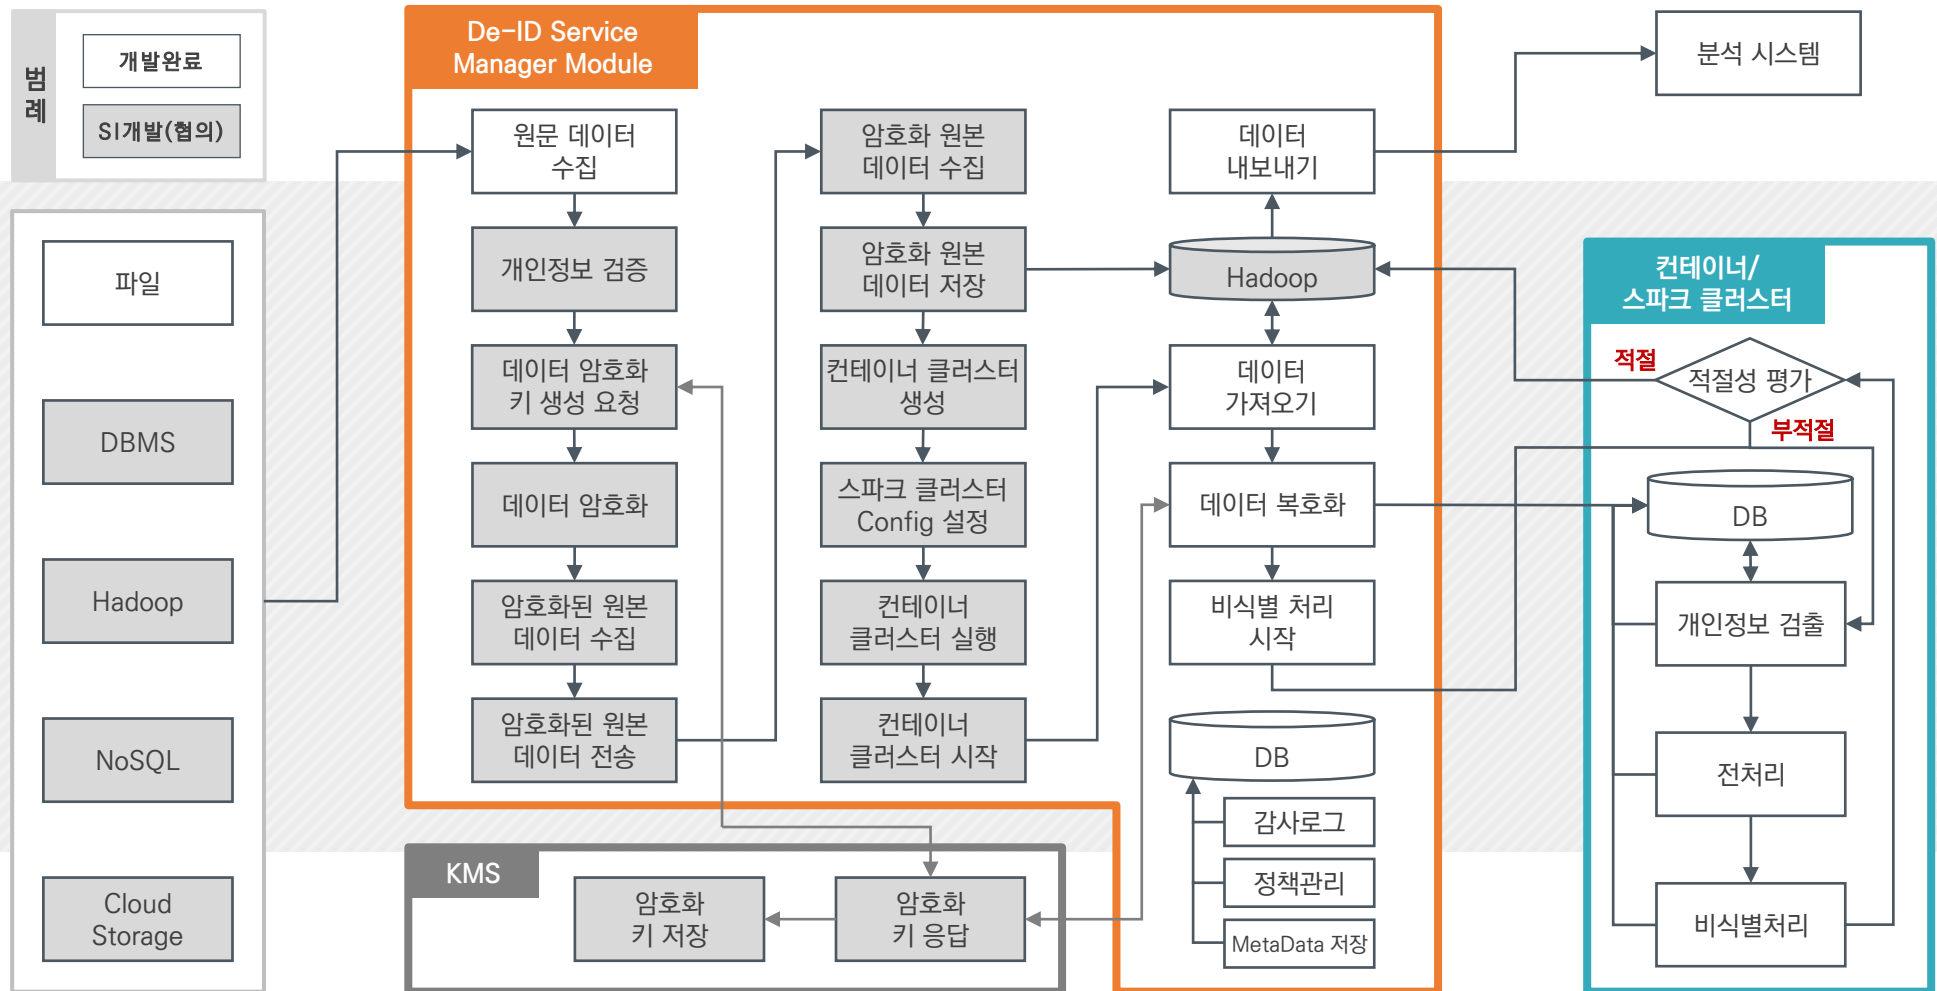 범
례
개발완료
SI개발(협의)
파일
DBMS
Hadoop
NoSQL
Cloud
Storage
De-ID Service
Manager Module
원문 데이터
수집
개인정보 검증
데이터 암호화
키 생성 요청
데이터 암호화
암호화된 원본
데이터 수집
암호화된 원본
데이터 전송
암호화 원본
데이터 수집
암호화 원본
데이터 저장
컨테이너 클러스터
생성
스파크 클러스터
Config 설정
컨테이너
클러스터 실행
컨테이너
클러스터 시작
데이터
내보내기
Hadoop
데이터
가져오기
데이터 복호화
비식별 처리
시작
DB
감사로그
정책관리
MetaData 저장
KMS
암호화
키 저장
암호화
키 응답
분석 시스템
컨테이너/
스파크 클러스터
적절
적절성 평가
부적절
DB
개인정보 검출
전처리
비식별처리